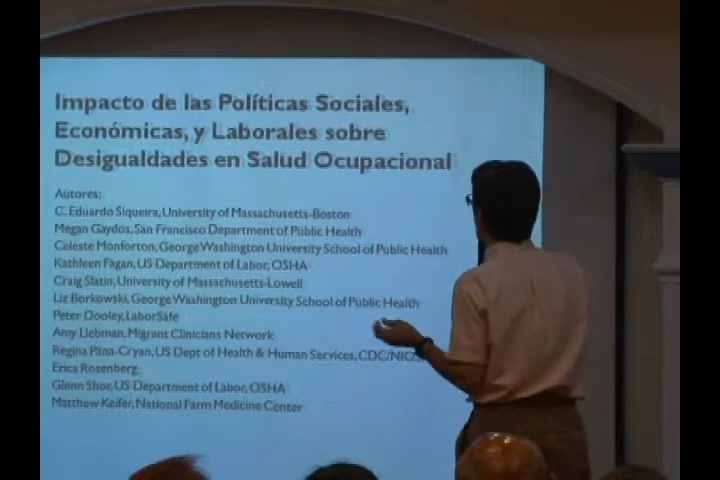 Impacto de las Políticas Sociales,
Económicas, y Laborales sobre
Desigualdades en Salud Ocupacional
Autores:
C. Eduardo Siqueira, University of Massachusetts-Boston
Megan Gaydos, San Francisco Department of Public Health
Celeste Monforton, George Washington University School of Public Health
Kathleen Fagan, US Department of Labor, OSHA
Craig Slatin, University of Massachusetts-Lowell
Liz Borkowski, George Washington University School of Public Health
Peter Dooley, LaborSafe
Amy Liebman, Migrant Clinicians Network
Regina Pana-Cryan, US Dept of Health & Human Services, CDC/NIOS
Erica Rosenberg
Glenn Shor, US Department of Labor, OSHA
Matthew Keifer, National Farm Medicine Center